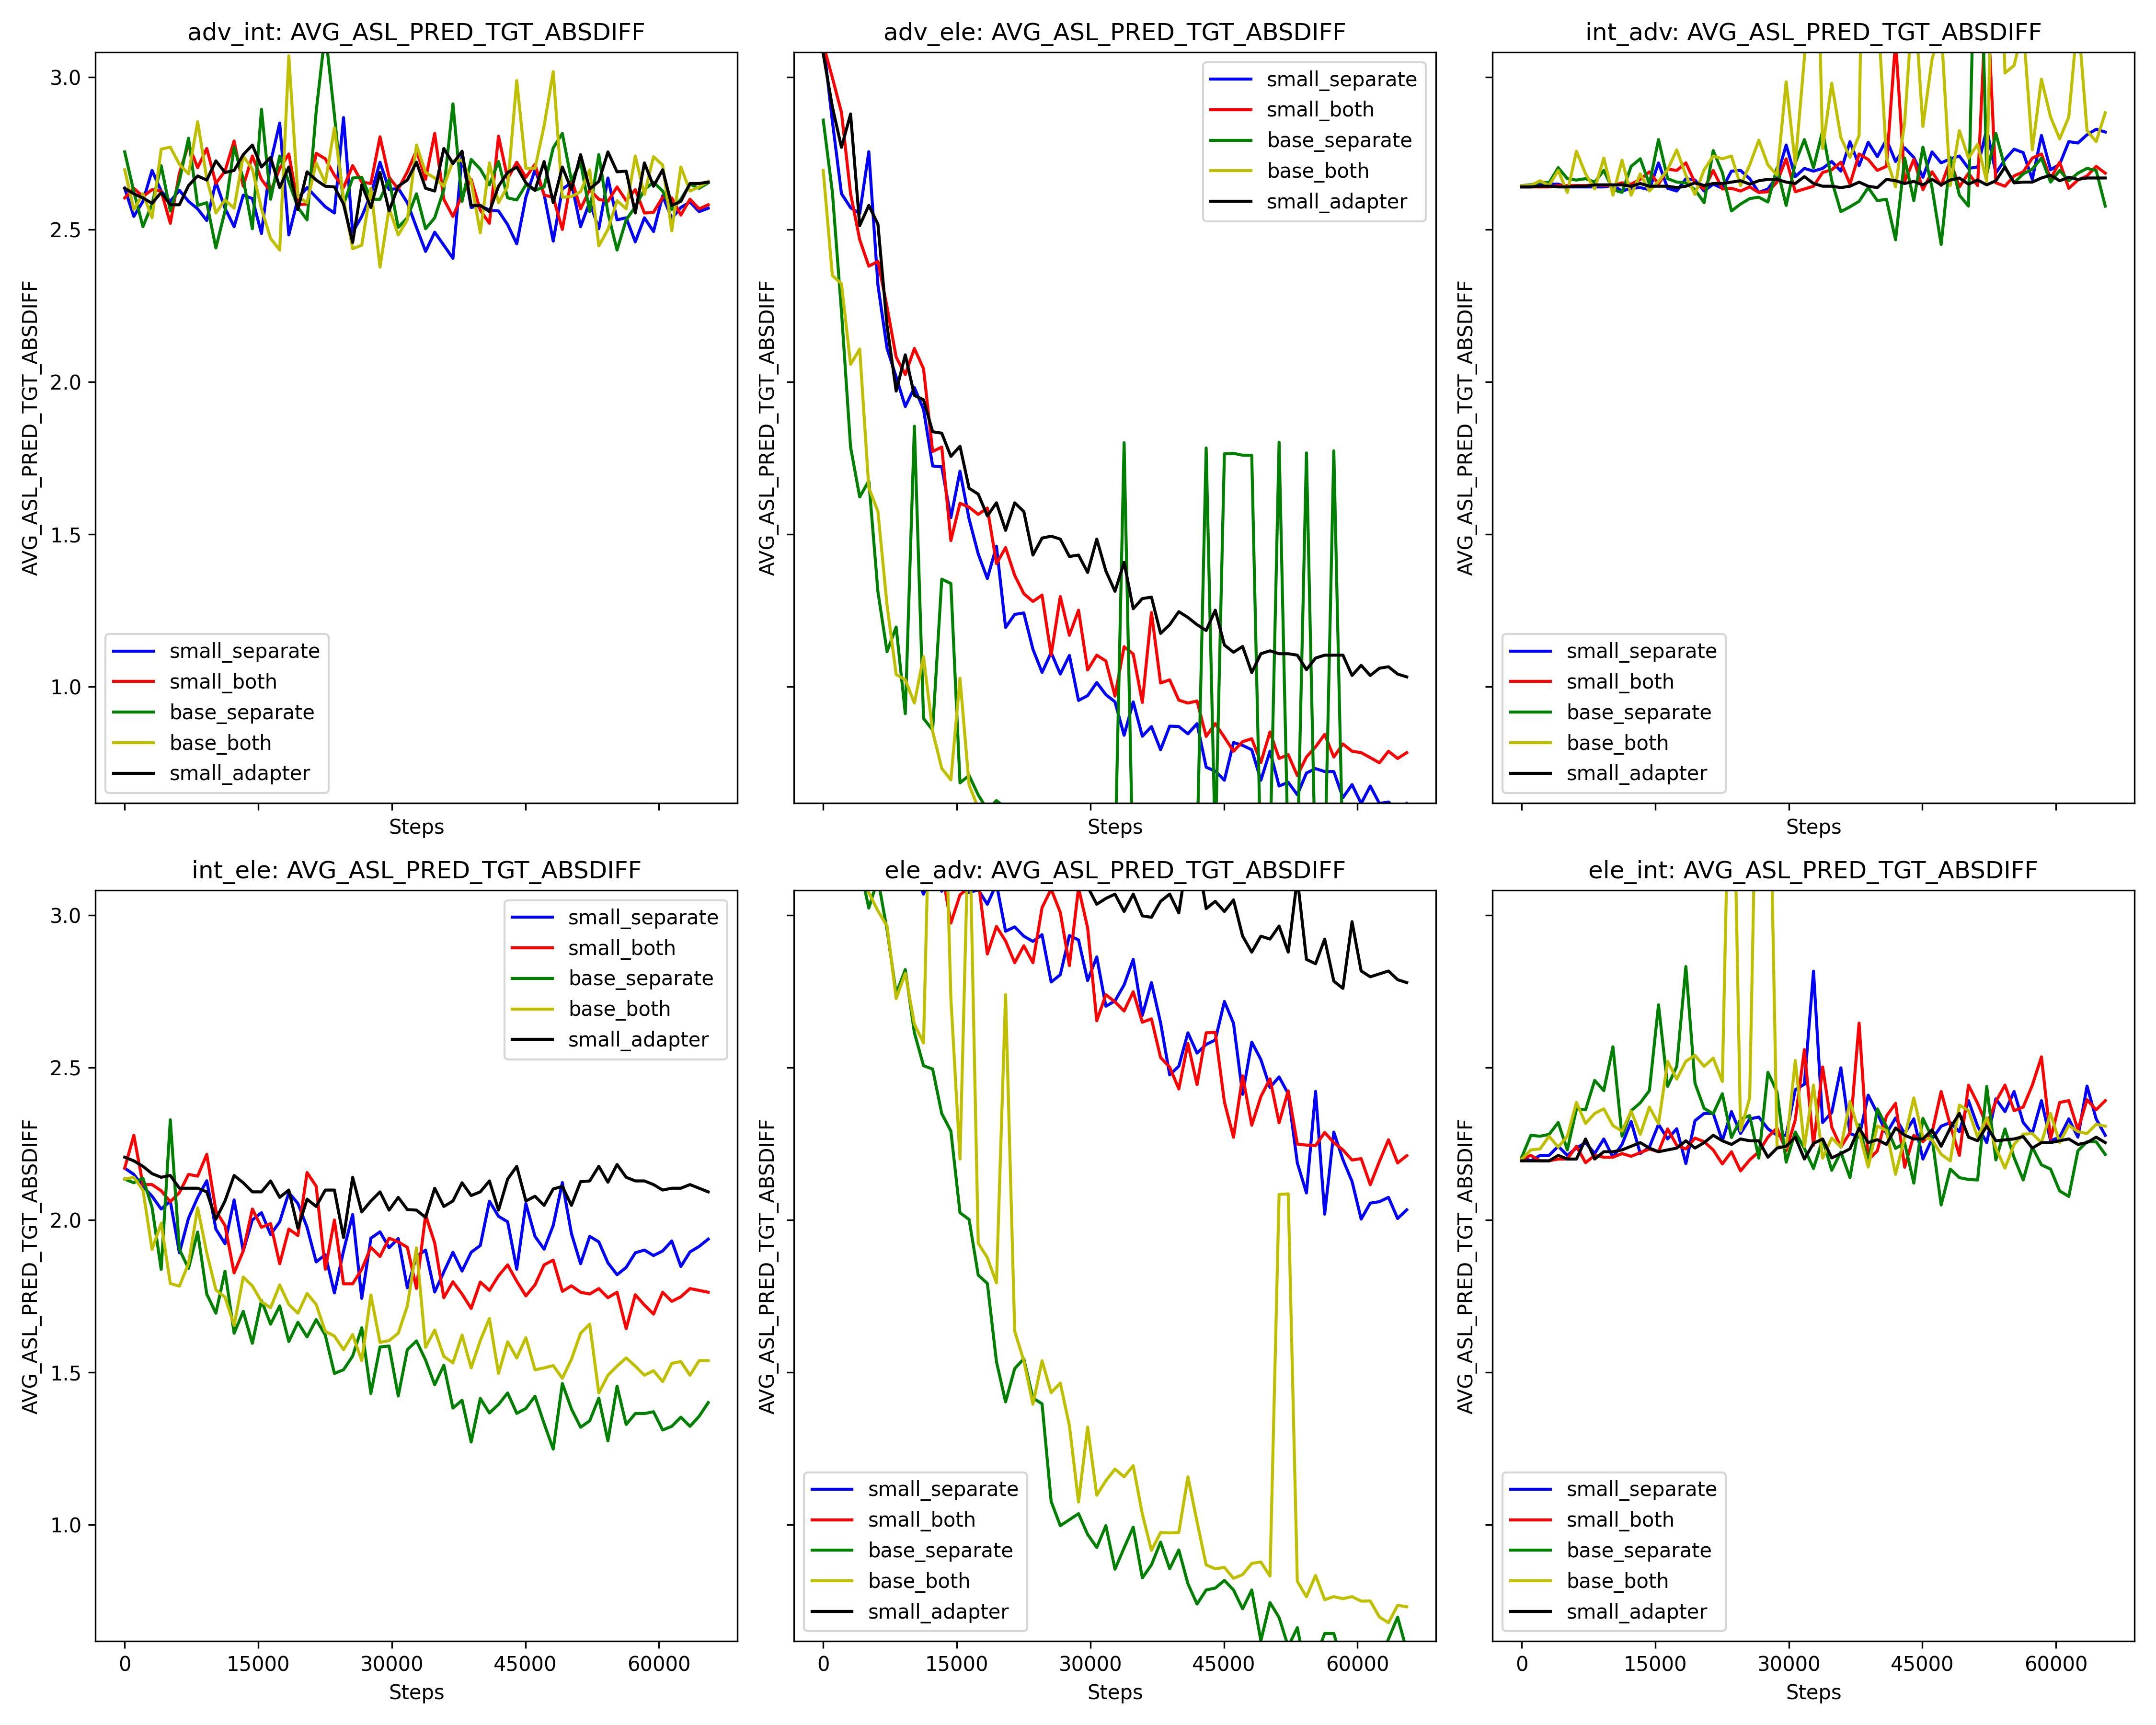 adv_int: AVG_ASL_PRED_TGT_ABSDIFF
AVG_ASL_PRED_TGT_ABSDIFF
3.0
2.5
2.0
1.5
1.0
small_separate
small_both
base_separate
base_both
small_adapter
Steps
adv_ele: AVG_ASL_PRED_TGT_ABSDIFF
AVG_ASL_PRED_TGT_ABSDIFF
small_separate
small_both
base_separate
base_both
small_adapter
Steps
int_adv: AVG_ASL_PRED_TGT_ABSDIFF
AVG_ASL_PRED_TGT_ABSDIFF
small_separate
small_both
base_separate
base_both
small_adapter
Steps
int_ele: AVG_ASL_PRED_TGT_ABSDIFF
AVG_ASL_PRED_TGT_ABSDIFF
3.0
2.5
2.0
1.5
1.0
small_separate
small_both
base_separate
base_both
small_adapter
0 15000 30000 45000 60000
Steps
ele_adv: AVG_ASL_PRED_TGT_ABSDIFF
AVG_ASL_PRED_TGT_ABSDIFF
small_separate
small_both
base_separate
base_both
small_adapter
0 15000 30000 45000 60000
Steps
ele_int: AVG_ASL_PRED_TGT_ABSDIFF
AVG_ASL_PRED_TGT_ABSDIFF
small_separate
small_both
base_separate
base_both
small_adapter
0 15000 30000 45000 60000
Steps